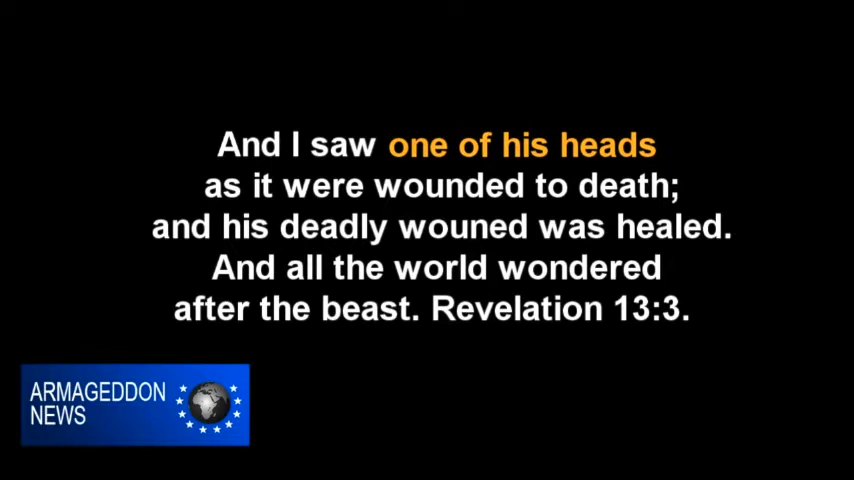 And I saw one of his heads
as it were wounded to death;
and his deadly wouned was healed.
And all the world wondered
after the beast. Revelation 13:3.
ARMAGEDDON
NEWS